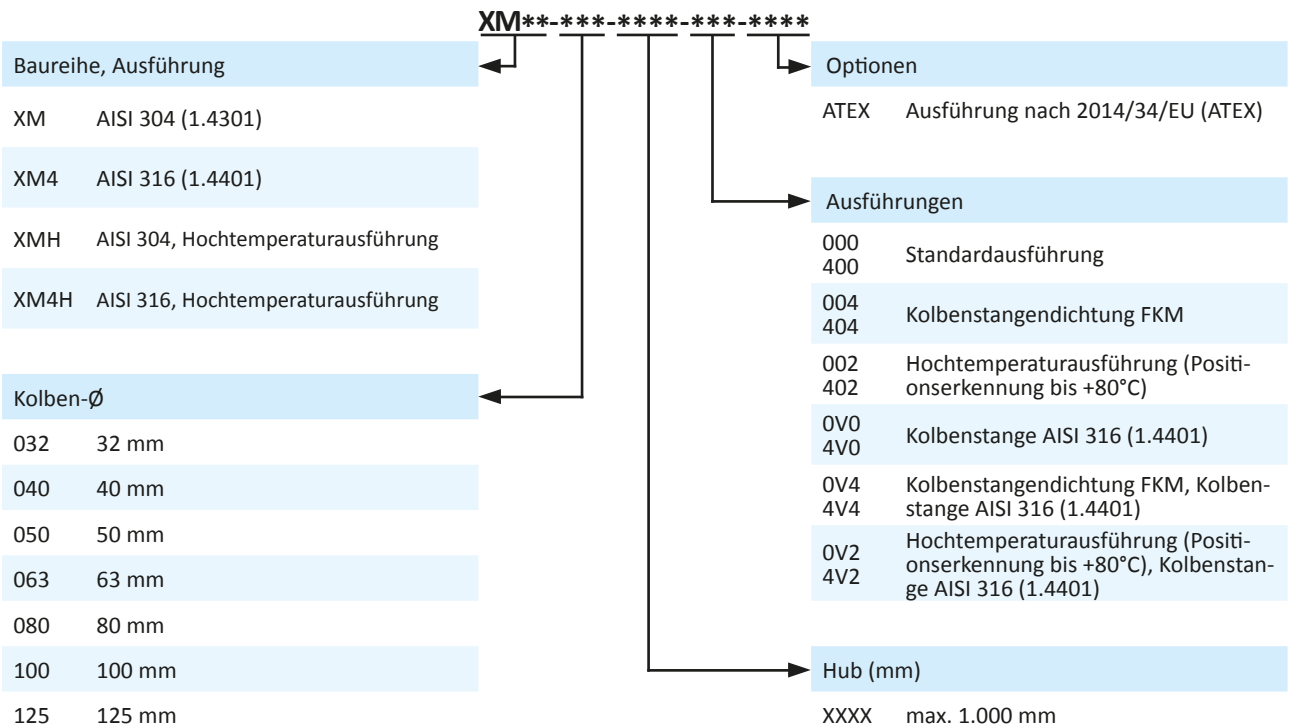 XM**-***-****-***-****
Baureihe, Ausführung
XM AISI 304 (1.4301)
XM4 AISI 316 (1.4401)
XMH AISI 304, Hochtemperaturausführung
XM4H AISI 316, Hochtemperaturausführung
Kolben-Ø
032 32 mm
040 40 mm
050 50 mm
063 63 mm
080 80 mm
100 100 mm
125 125 mm
Optionen
ATEX Ausführung nach 2014/34/EU (ATEX)
Ausführungen
000
400
Standardausführung
004
404
Kolbenstangendichtung FKM
002
402
Hochtemperaturausführung (Positi-
onserkennung bis +80°C)
0V0
4V0
Kolbenstange AISI 316 (1.4401)
0V4
4V4
Kolbenstangendichtung FKM, Kolben-
stange AISI 316 (1.4401)
0V2
4V2
Hochtemperaturausführung (Positi-
onserkennung bis +80°C), Kolbenstan-
ge AISI 316 (1.4401)
Hub (mm)
XXXX max. 1.000 mm